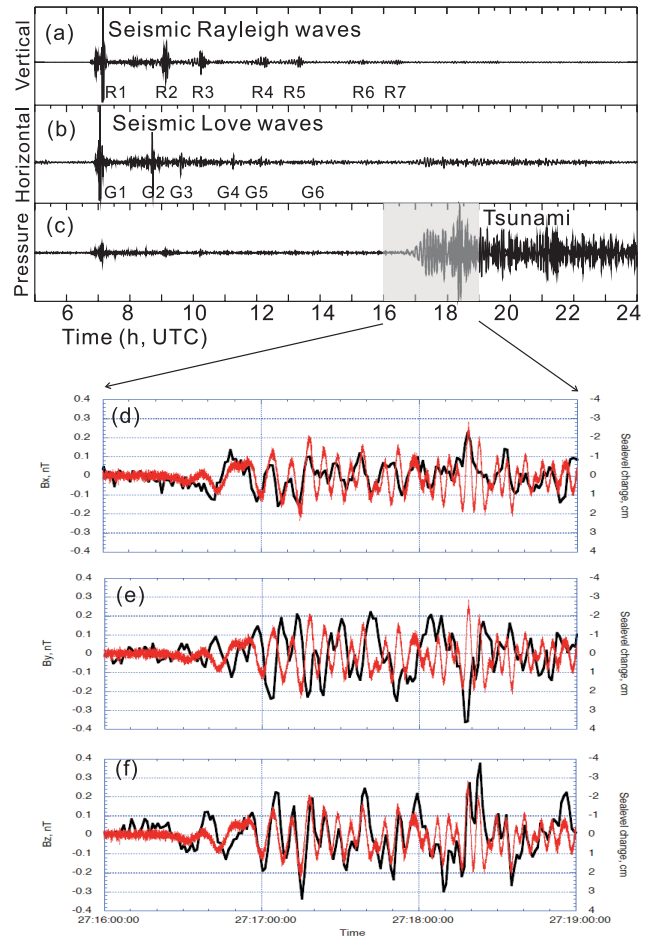 (a) Seismic Rayleigh waves
Vertical
R1 R2 R3 R4 R5 R6 R7
(b) Seismic Love waves
Horizontal
G1 G2 G3 G4 G5 G6
(c) Tsunami
Pressure
6 8 10 12 14 16 18 20 22 24
Time (h, UTC)
(d)
0.4 0.3 0.2 0.1 0 -0.1 -0.2 -0.3 -0.4
Bx, nT
-4 -3 -2 -1 0 1 2 3 4
Sealevel change, cm
(e)
0.4 0.3 0.2 0.1 0 -0.1 -0.2 -0.3 -0.4
By, nT
-4 -3 -2 -1 0 1 2 3 4
Sealevel change, cm
(f)
0.4 0.3 0.2 0.1 0 -0.1 -0.2 0.3 -0.4
Bz, nT
-4 -3 -2 -1 0 1 2 3 4
Sealevel change, cm
27:16:00:00 27:17:00:00 27:18:00:00 27:19:00:00
Time